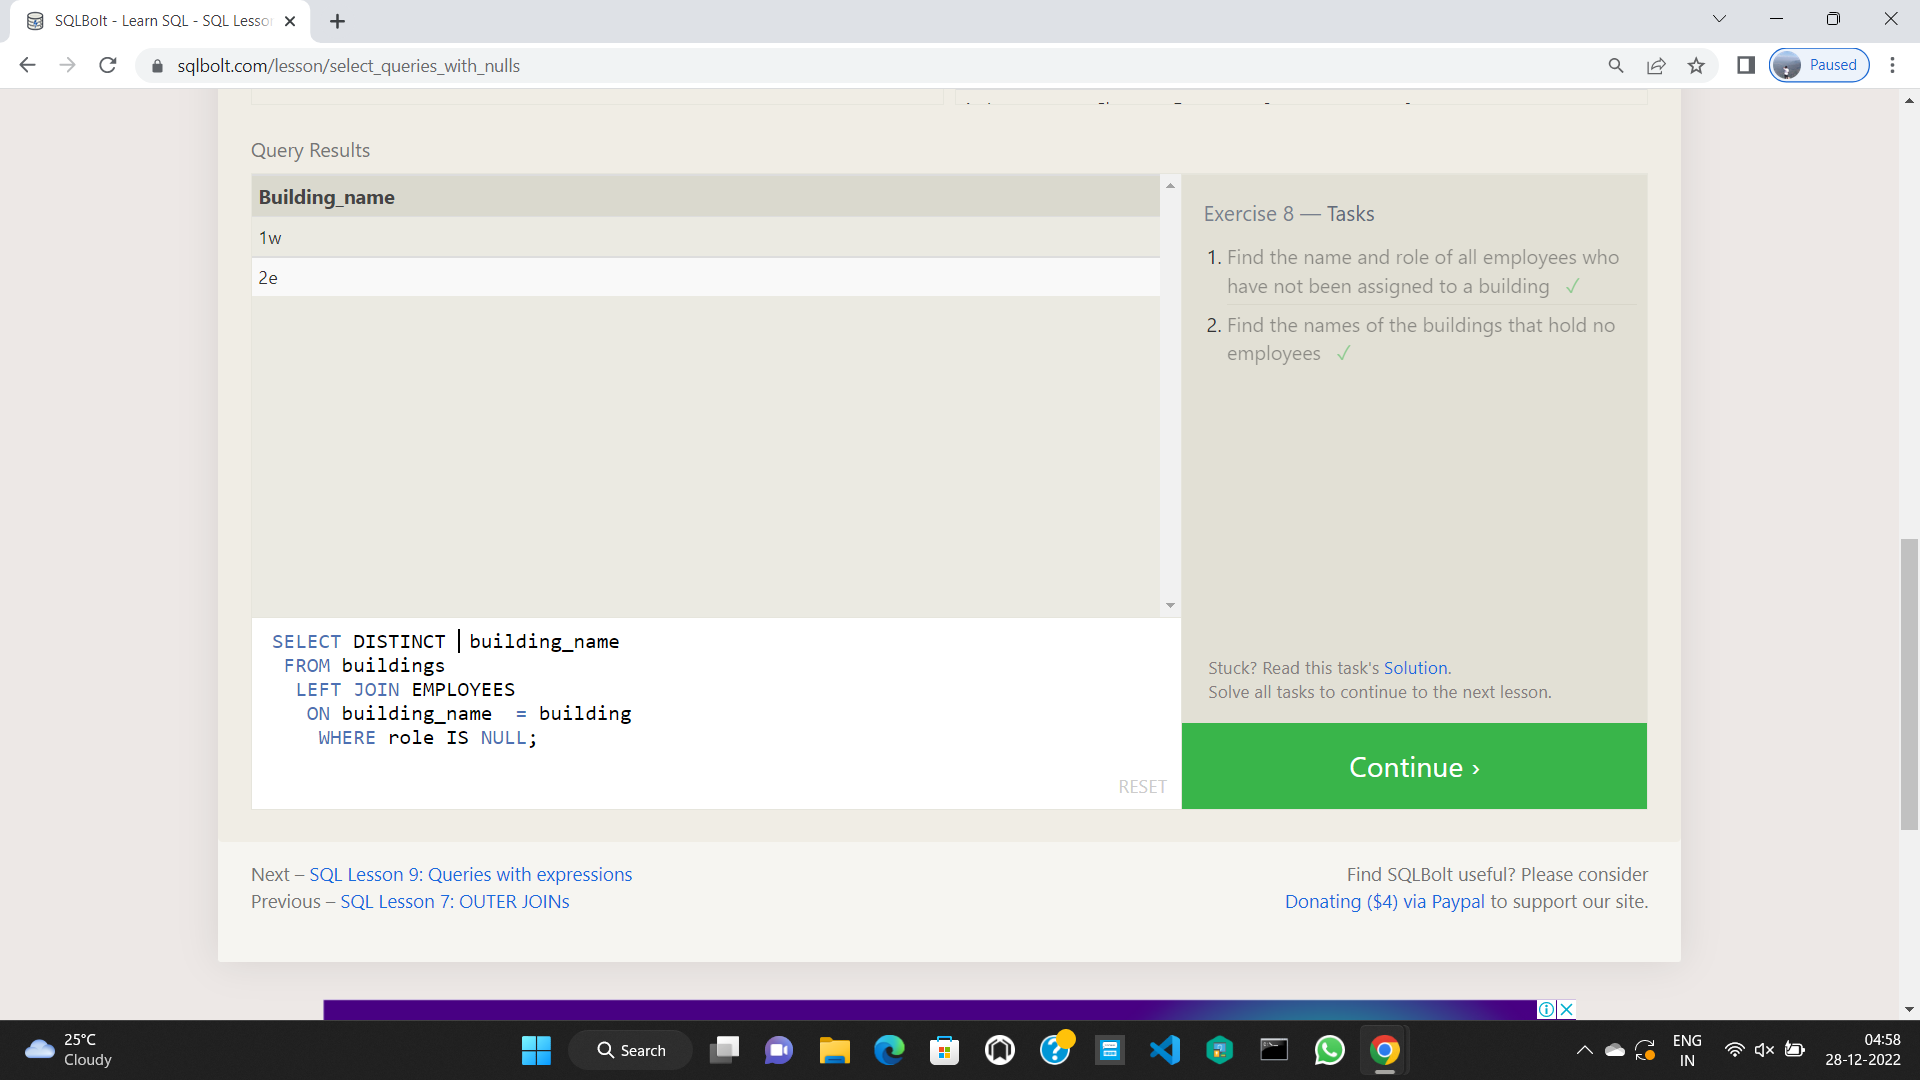 SQLBolt - Learn SQL - SQL Lesso
sqlbolt.com/lesson/select_queries_with_nulls
Paused
Query Results
Building_name
1w
2e
Exercise 8 — Tasks
1. Find the name and role of all employees who
have not been assigned to a building ✓
2. Find the names of the buildings that hold no
employees ✓
SELECT DISTINCT building_name
FROM buildings
LEFT JOIN EMPLOYEES
ON building_name = building
WHERE role IS NULL;
RESET
Stuck? Read this task's Solution.
Solve all tasks to continue to the next lesson.
Continue ›
Next – SQL Lesson 9: Queries with expressions
Previous – SQL Lesson 7: OUTER JOINs
Find SQLBolt useful? Please consider
Donating ($4) via Paypal to support our site.
25°C
Cloudy
Search
ENG
IN
04:58
28-12-2022